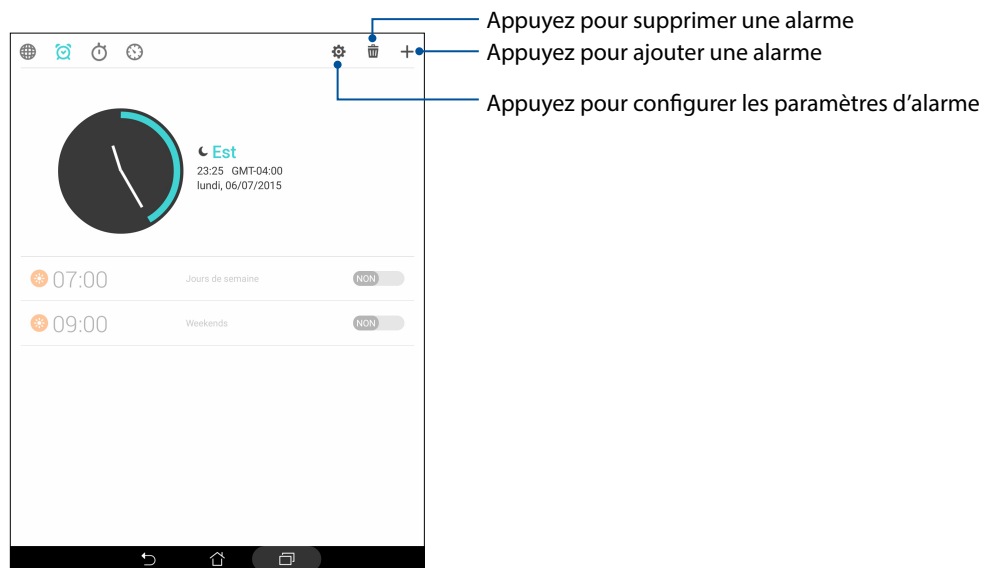 Appuyez pour supprimer une alarme
Appuyez pour ajouter une alarme
Appuyez pour configurer les paramètres d'alarme
Est
23:25 GMT-04:00
lundi, 06/07/2015
07:00 Jours de semaine NON
09:00 Weekends NON